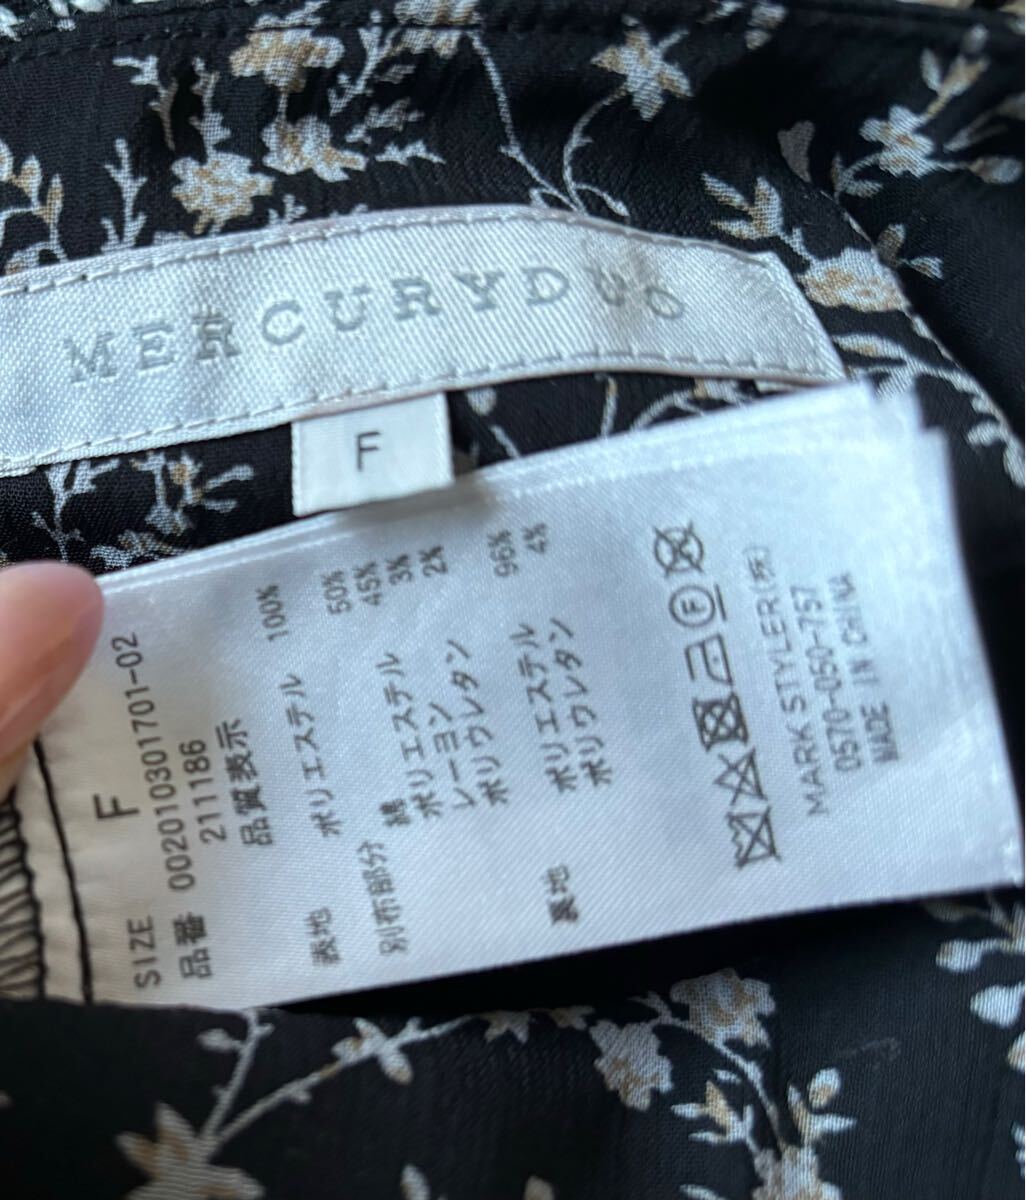 MERCURYDUO
F
SIZE F
品番 002010301701-02
211186
品質表示
表地 ポリエステル 100%
別布部分 綿 50%
ポリエステル 45%
レーヨン 3%
ポリウレタン 2%
裏地 ポリエステル 96%
ポリウレタン 4%
F
MARK STYLER(株)
0570-050-757
MADE IN CHINA